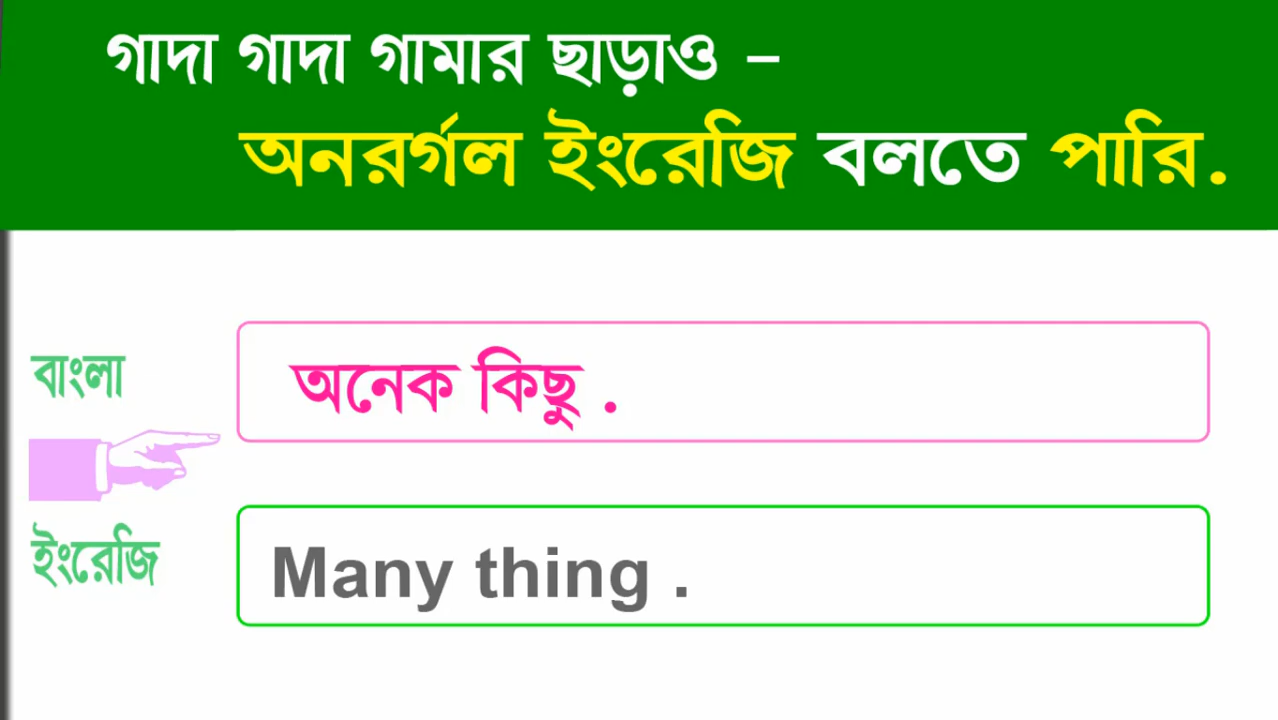 গাদা গাদা গামার ছাড়াও –
অনরর্গল ইংরেজি বলতে পারি.
বাংলা
অনেক কিছু .
ইংরেজি
Many thing .